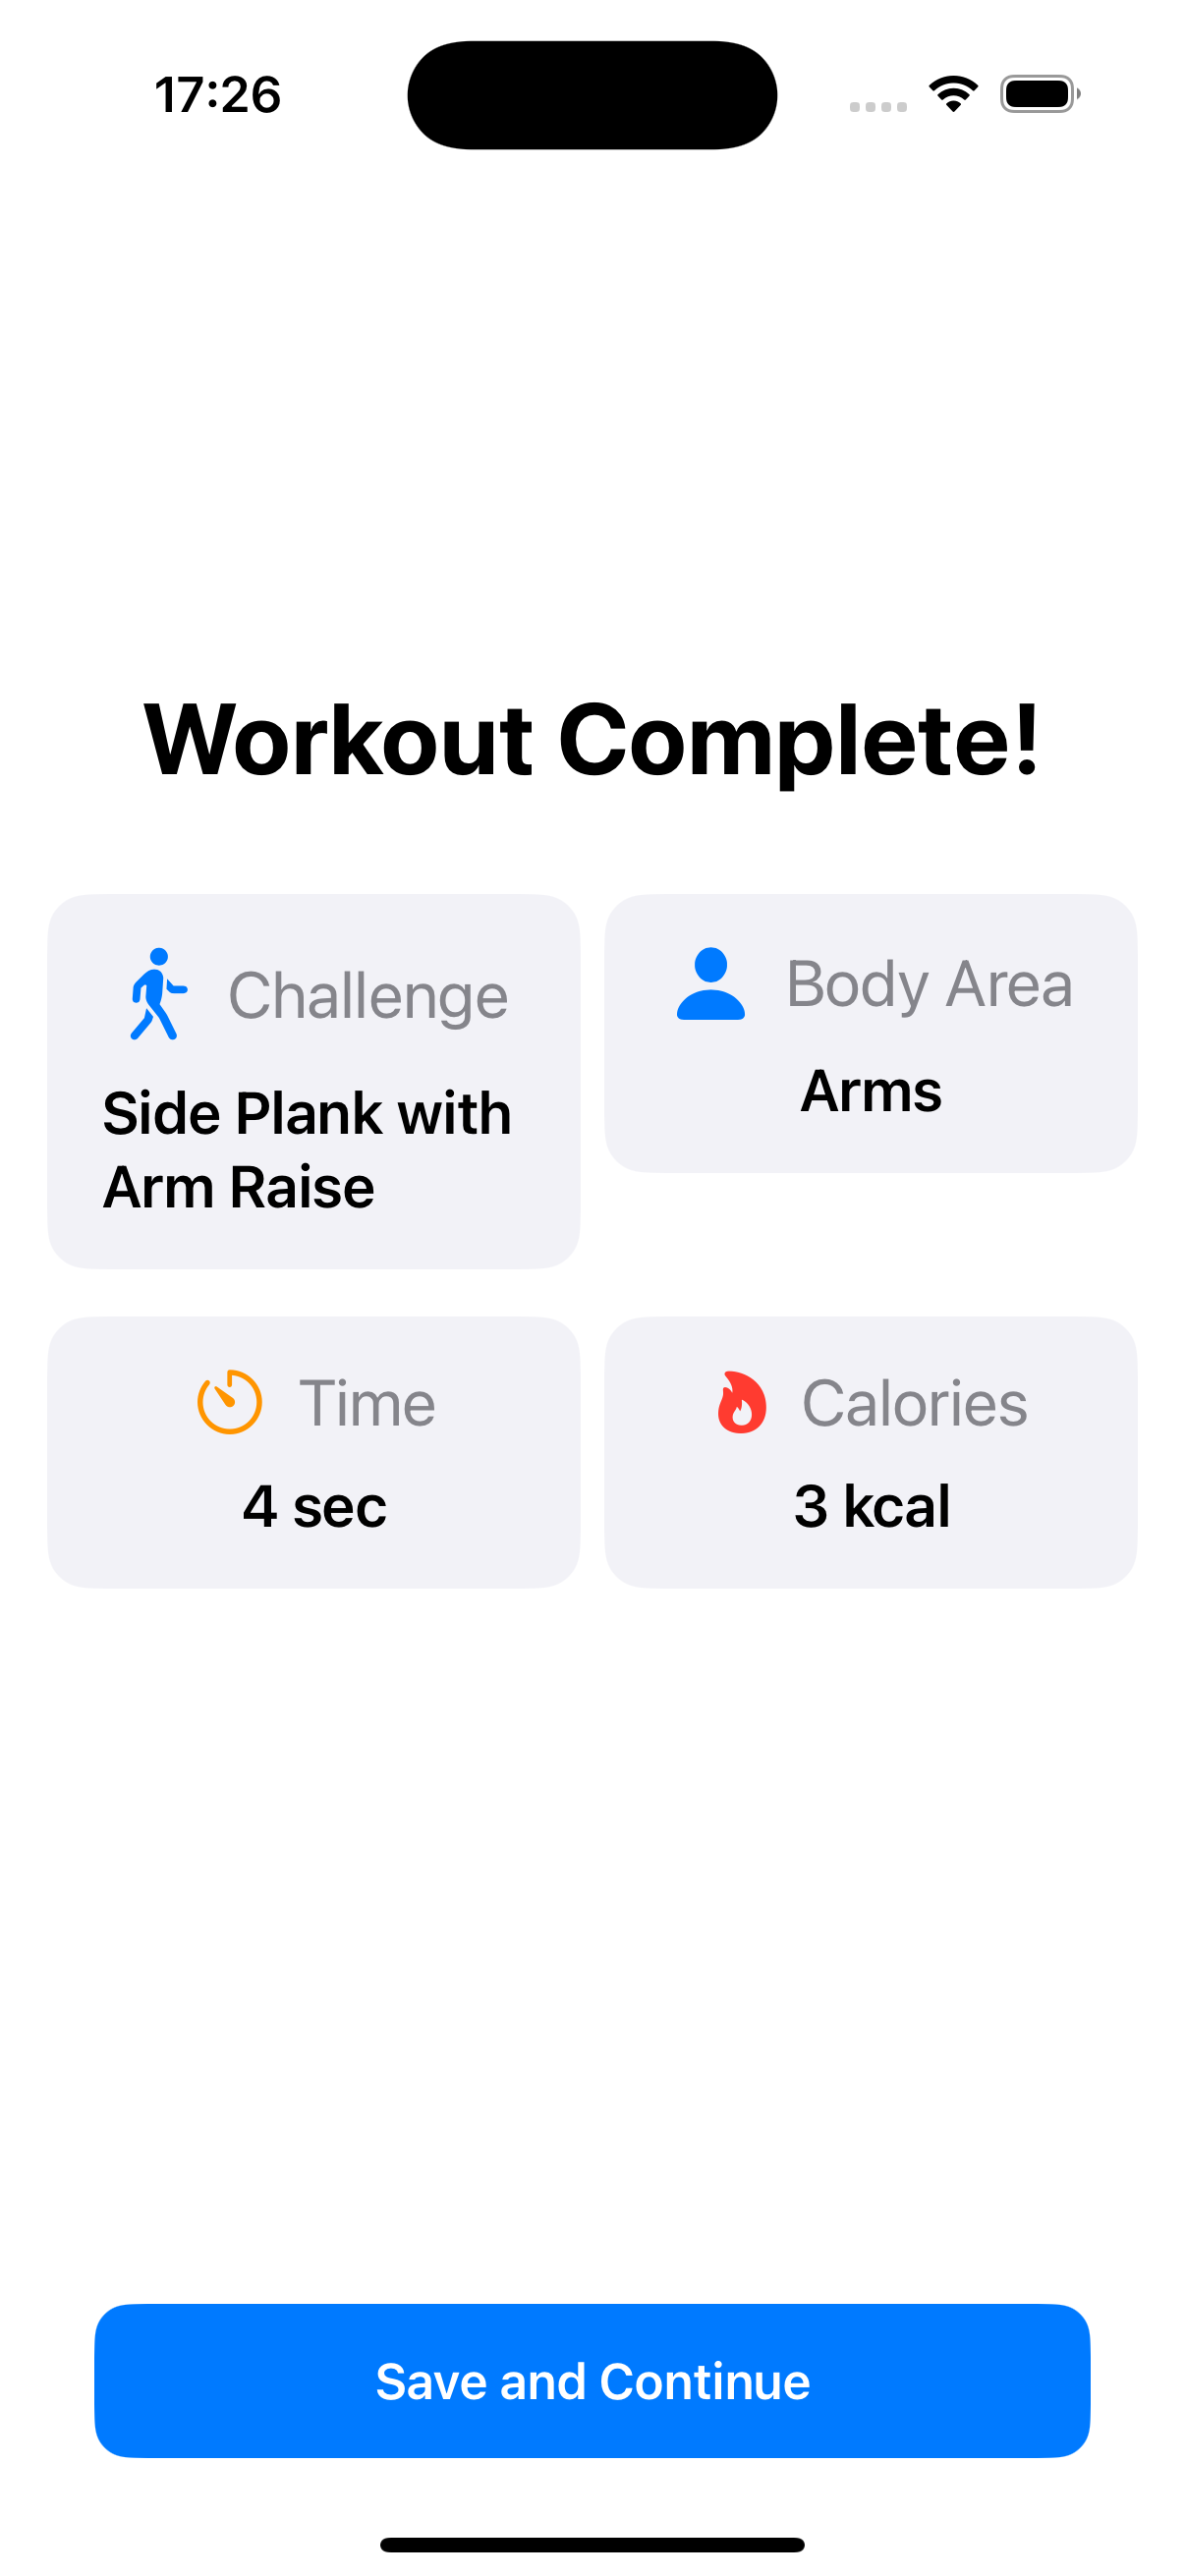 17:26
Workout Complete!
Challenge
Side Plank with
Arm Raise
Body Area
Arms
Time
4 sec
Calories
3 kcal
Save and Continue